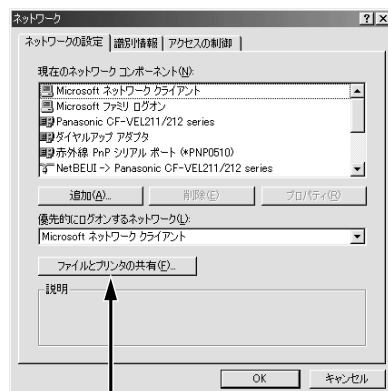 ネットワーク
ネットワークの設定 識別情報 アクセスの制御
現在のネットワーク コンポーネント(N):
Microsoft ネットワーク クライアント
Microsoft ファミリ ログオン
Panasonic CF-VEL211/212 series
ダイヤルアップ アダプタ
赤外線 PnP シリアル ポート (*PNP0510)
NetBEUI -> Panasonic CF-VEL211/212 series
追加(A)... 削除(E) プロパティ(R)
優先的にログオンするネットワーク(L):
Microsoft ネットワーク クライアント
ファイルとプリンタの共有(F)...
説明
OK キャンセル